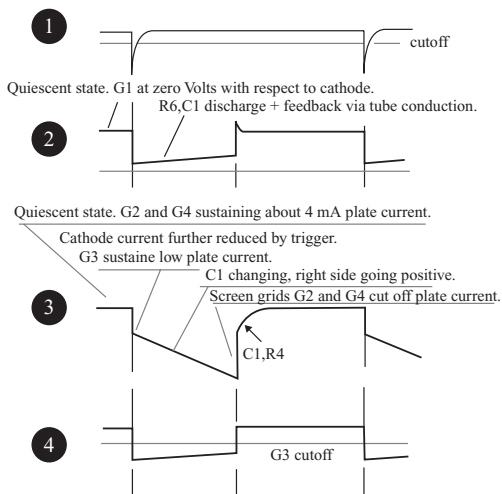 1
cutoff
Quiescent state. G1 at zero Volts with respect to cathode.
R6,C1 discharge + feedback via tube conduction.
2
Quiescent state. G2 and G4 sustaining about 4 mA plate current.
Cathode current further reduced by trigger.
G3 sustaine low plate current.
C1 changing, right side going positive.
Screen grids G2 and G4 cut off plate current.
3
C1,R4
4
G3 cutoff